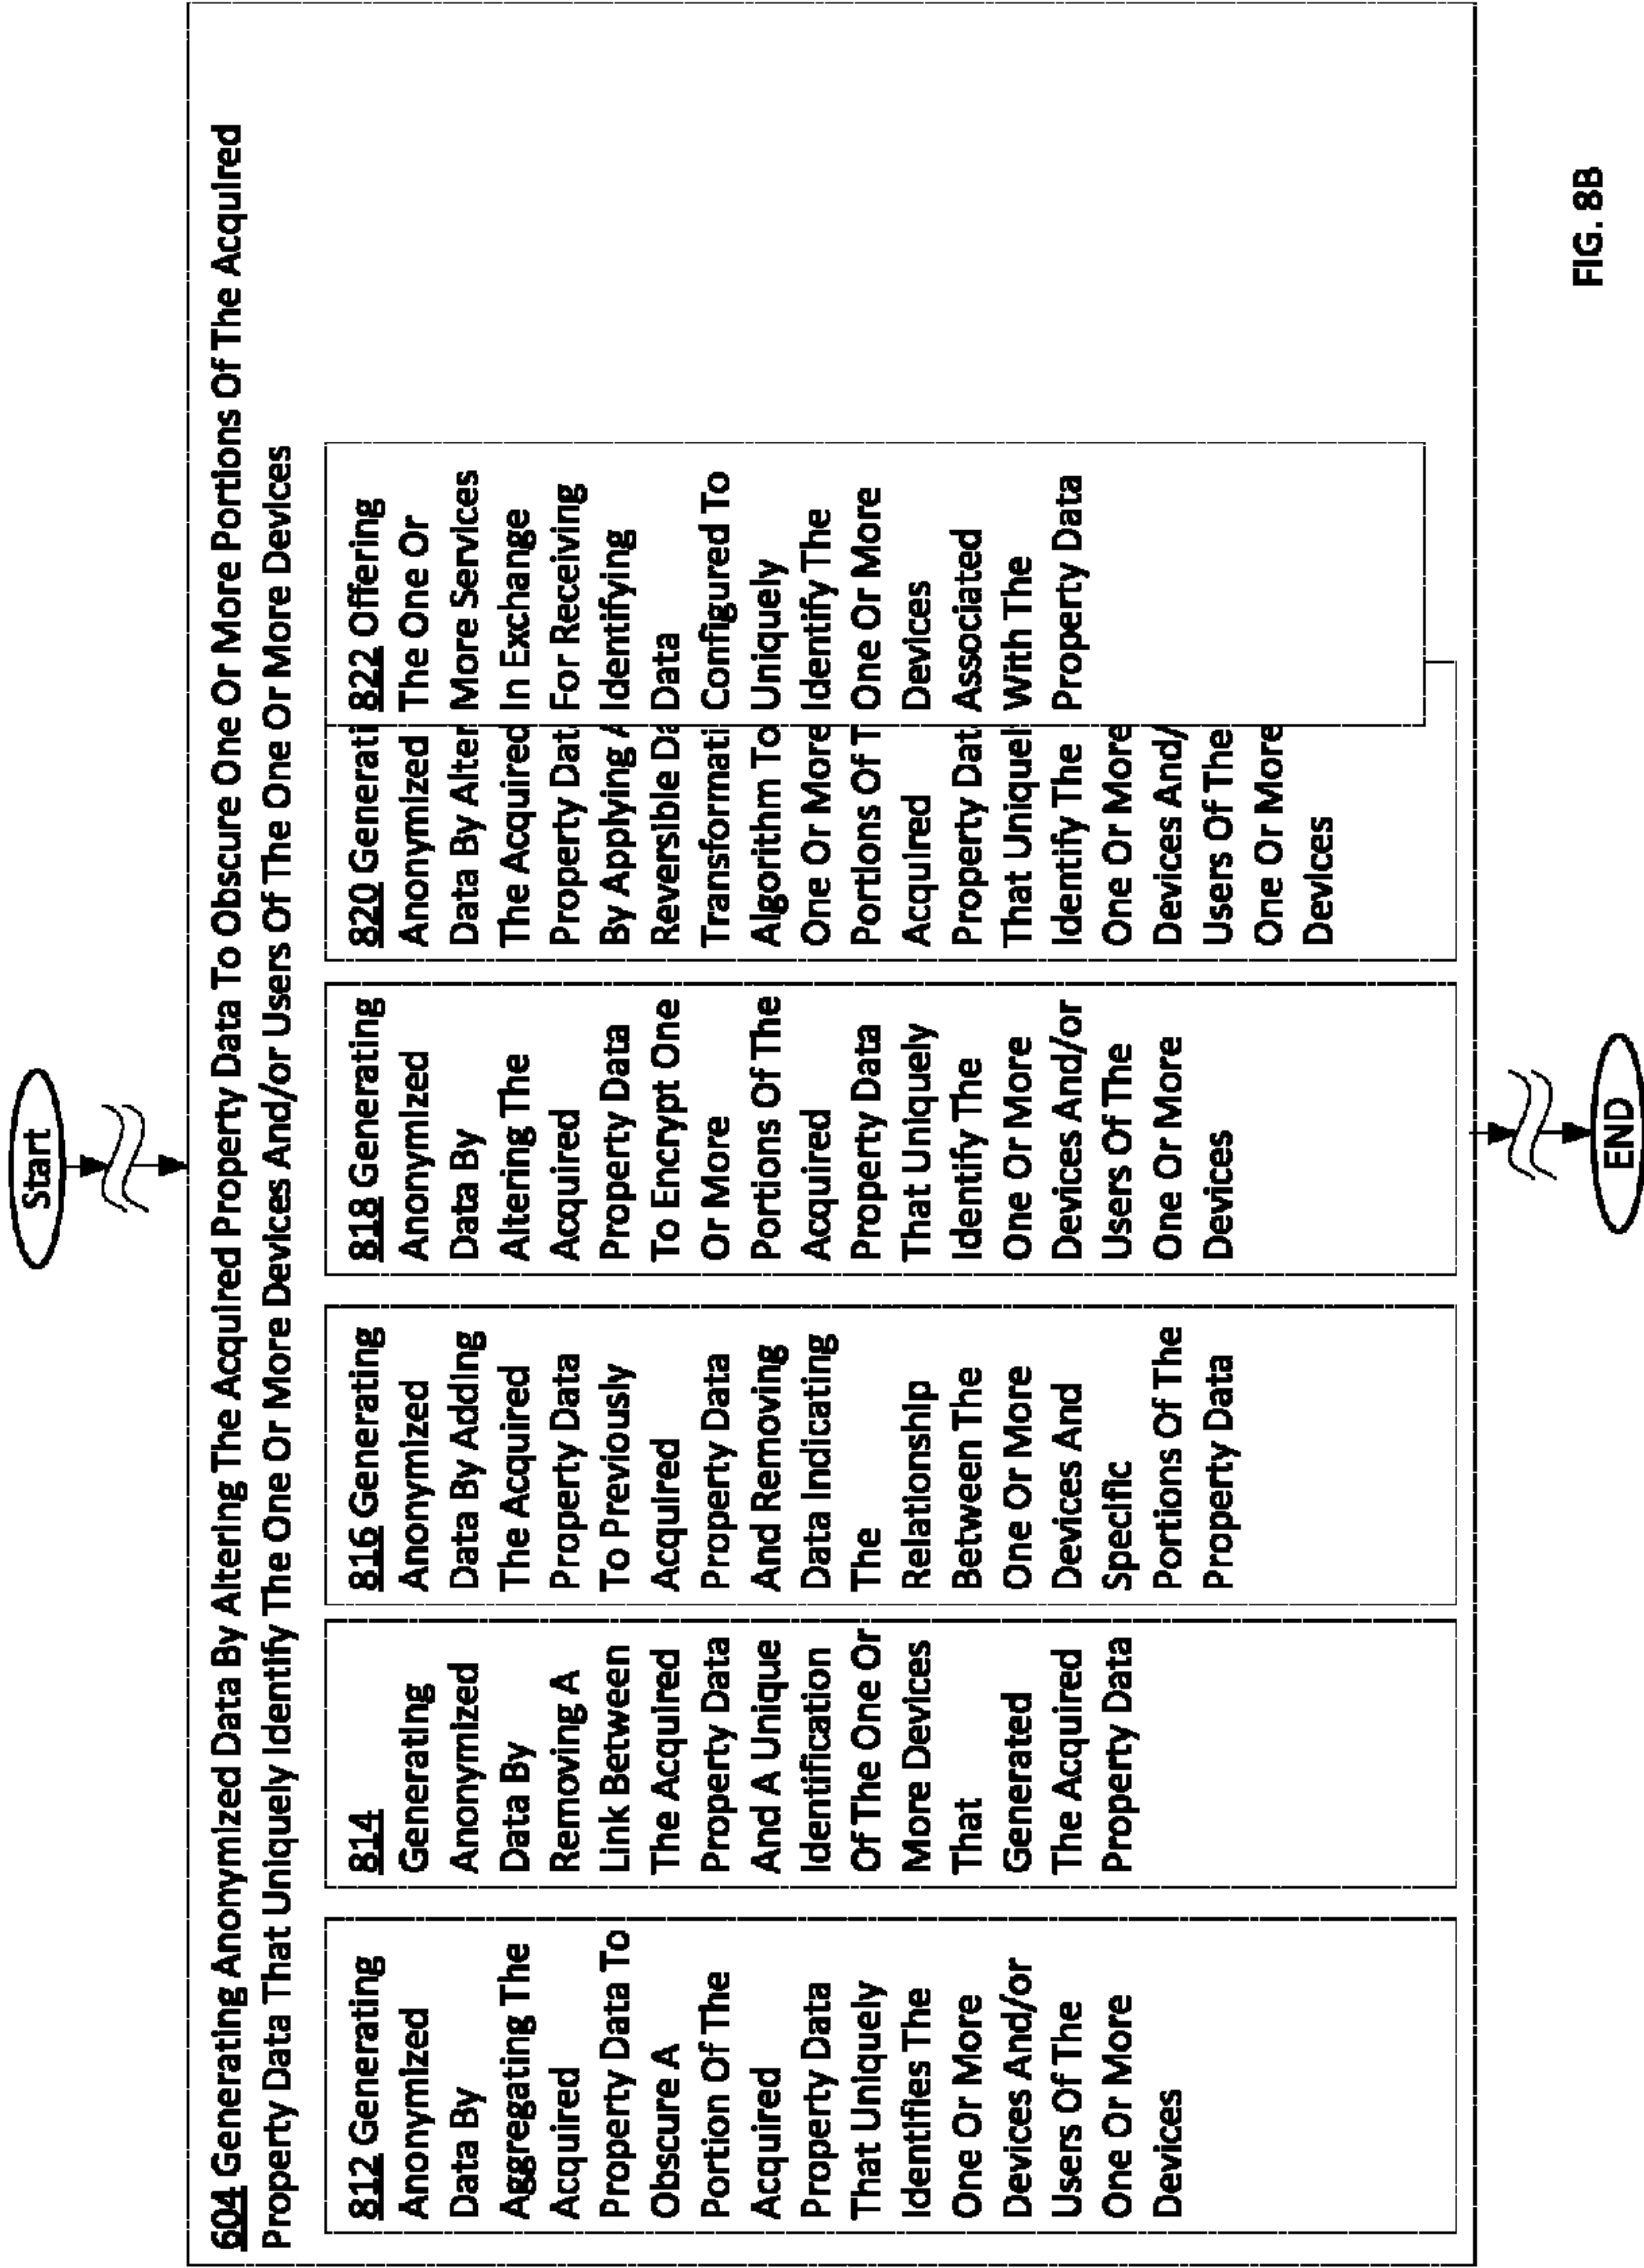 Start
604 Generating Anonymized Data By Altering The Acquired Property Data To Obscure One Or More Portions Of The Acquired
Property Data That Uniquely Identify The One Or More Devices And/or Users Of The One Or More Devices
812 Generating
Anonymized
Data By
Aggregating The
Acquired
Property Data To
Obscure A
Portion Of The
Acquired
Property Data
That Uniquely
Identifies The
One Or More
Devices And/or
Users Of The
One Or More
Devices
814
Generating
Anonymized
Data By
Removing A
Link Between
The Acquired
Property Data
And A Unique
Identification
Of The One Or
More Devices
That
Generated
The Acquired
Property Data
816 Generating
Anonymized
Data By Adding
The Acquired
Property Data
To Previously
Acquired
Property Data
And Removing
Data Indicating
The
Relationship
Between The
One Or More
Devices And
Specific
Portions Of The
Property Data
818 Generating
Anonymized
Data By
Altering The
Acquired
Property Data
To Encrypt One
Or More
Portions Of The
Acquired
Property Data
That Uniquely
Identify The
One Or More
Devices And/or
Users Of The
One Or More
Devices
820 Generati
Anonymized
Data By Alter
The Acquired
Property Dat
By Applying A
Reversible Da
Transformati
Algorithm To
One Or More
Portions Of T
Acquired
Property Dat
That Uniquel
Identify The
One Or More
Devices And/
Users Of The
One Or More
Devices
822 Offering
The One Or
More Services
In Exchange
For Receiving
Identifying
Data
Configured To
Uniquely
Identify The
One Or More
Devices
Associated
With The
Property Data
END
FIG. 8B